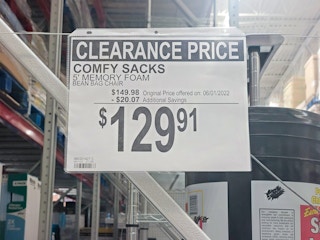 CLEARANCE PRICE
COMFY SACKS
5' MEMORY FOAM
BEAN BAG CHAIR
$149.98 Original Price offered on 06/01/2022
- $20.07 Additional Savings
$129.91